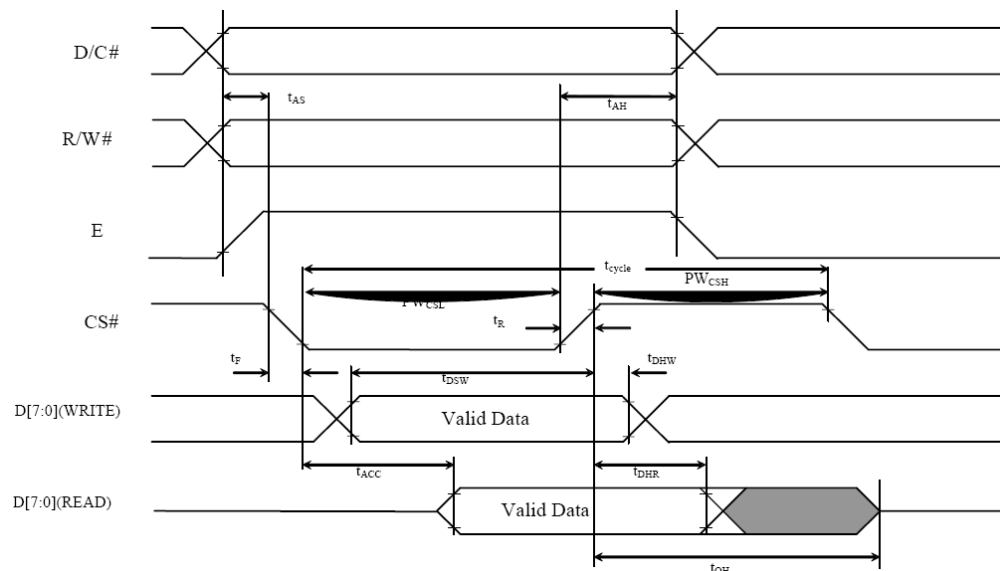 D/C#
tAS
tAH
R/W#
E
tcycle
PWCSL
PWCSH
CS#
tR
tF
tDSW
tDHW
D[7:0](WRITE)
Valid Data
tACC
tDHR
D[7:0](READ)
Valid Data
tOH